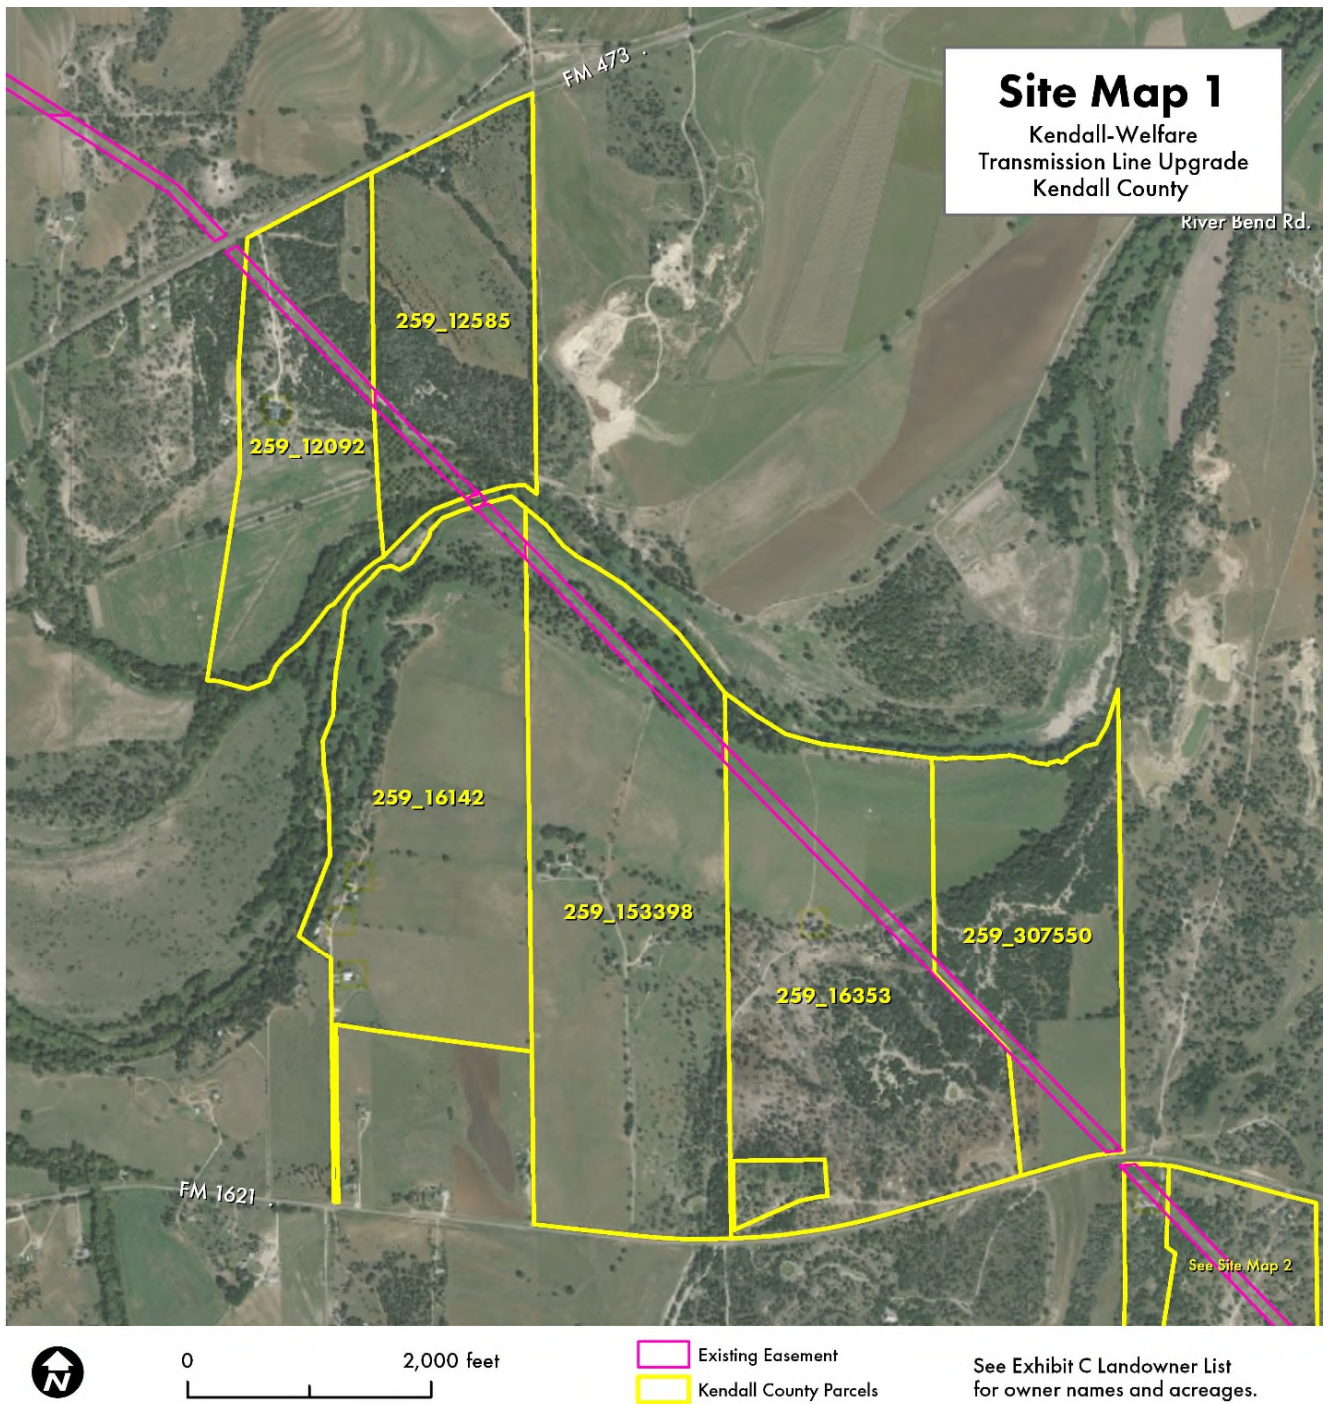 FM 473
Site Map 1
Kendall-Welfare
Transmission Line Upgrade
Kendall County
River Bend Rd.
259_12585
259_12092
259_16142
259_153398
259_307550
259_16353
FM 1621
See Site Map 2
N
0
2,000 feet
Existing Easement
Kendall County Parcels
See Exhibit C Landowner List
for owner names and acreages.